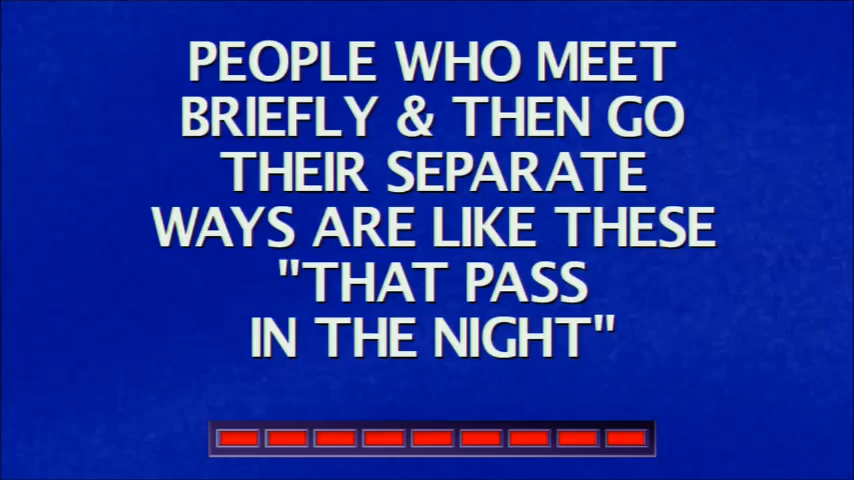 PEOPLE WHO MEET
BRIEFLY & THEN GO
THEIR SEPARATE
WAYS ARE LIKE THESE
"THAT PASS
IN THE NIGHT"